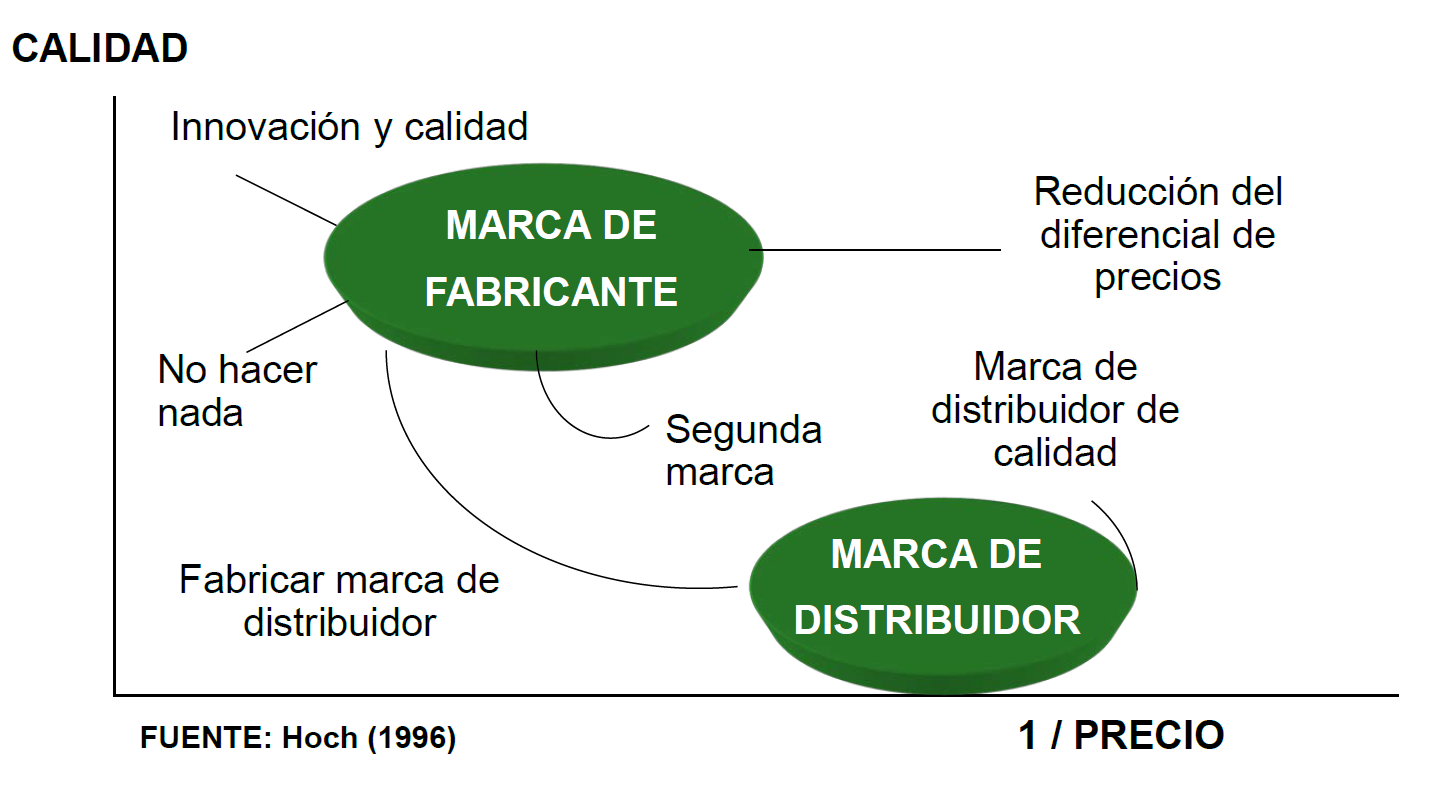 CALIDAD
Innovación y calidad
MARCA DE
FABRICANTE
Reducción del
diferencial de
precios
No hacer
nada
Segunda
marca
Marca de
distribuidor de
calidad
Fabricar marca de
distribuidor
MARCA DE
DISTRIBUIDOR
FUENTE: Hoch (1996)
1 / PRECIO